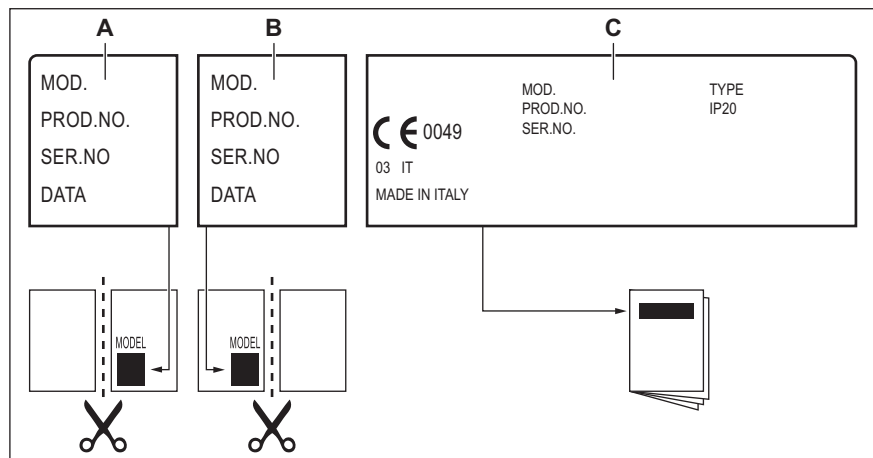 A
B
C
MOD.
PROD.NO.
SER.NO
DATA
MOD.
PROD.NO.
SER.NO
DATA
CE 0049
03 IT
MADE IN ITALY
MOD.
PROD.NO.
SER.NO.
TYPE
IP20
MODEL
MODEL